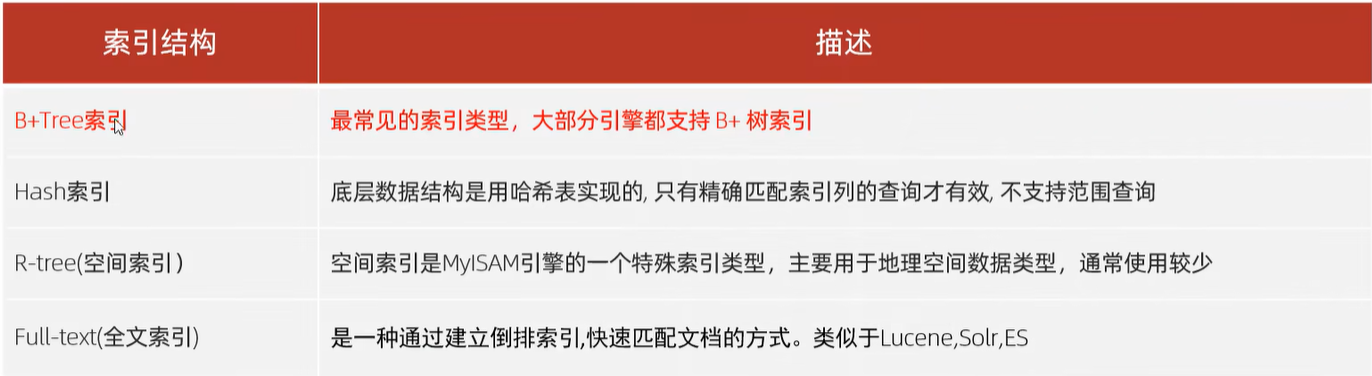 索引结构 描述
B+Tree索引 最常见的索引类型，大部分引擎都支持 B+ 树索引
Hash索引 底层数据结构是用哈希表实现的, 只有精确匹配索引列的查询才有效, 不支持范围查询
R-tree(空间索引） 空间索引是MyISAM引擎的一个特殊索引类型，主要用于地理空间数据类型，通常使用较少
Full-text(全文索引) 是一种通过建立倒排索引,快速匹配文档的方式。类似于Lucene,Solr,ES